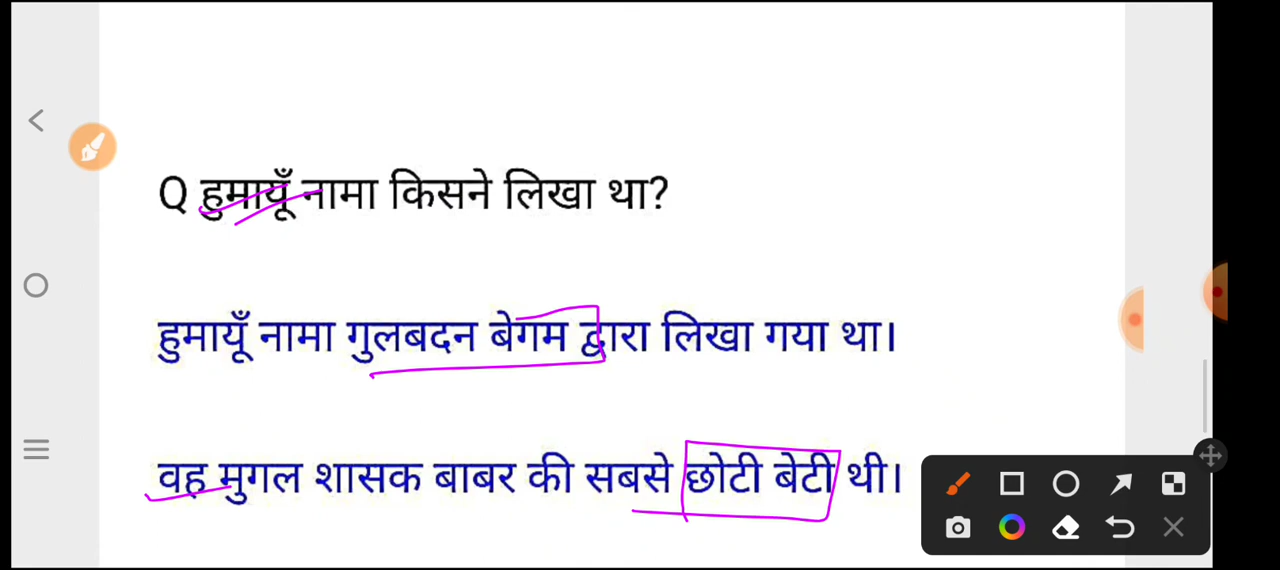 Q हुमायूँ नामा किसने लिखा था?
हुमायूँ नामा गुलबदन बेगम द्वारा लिखा गया था।
वह मुगल शासक बाबर की सबसे छोटी बेटी थी।